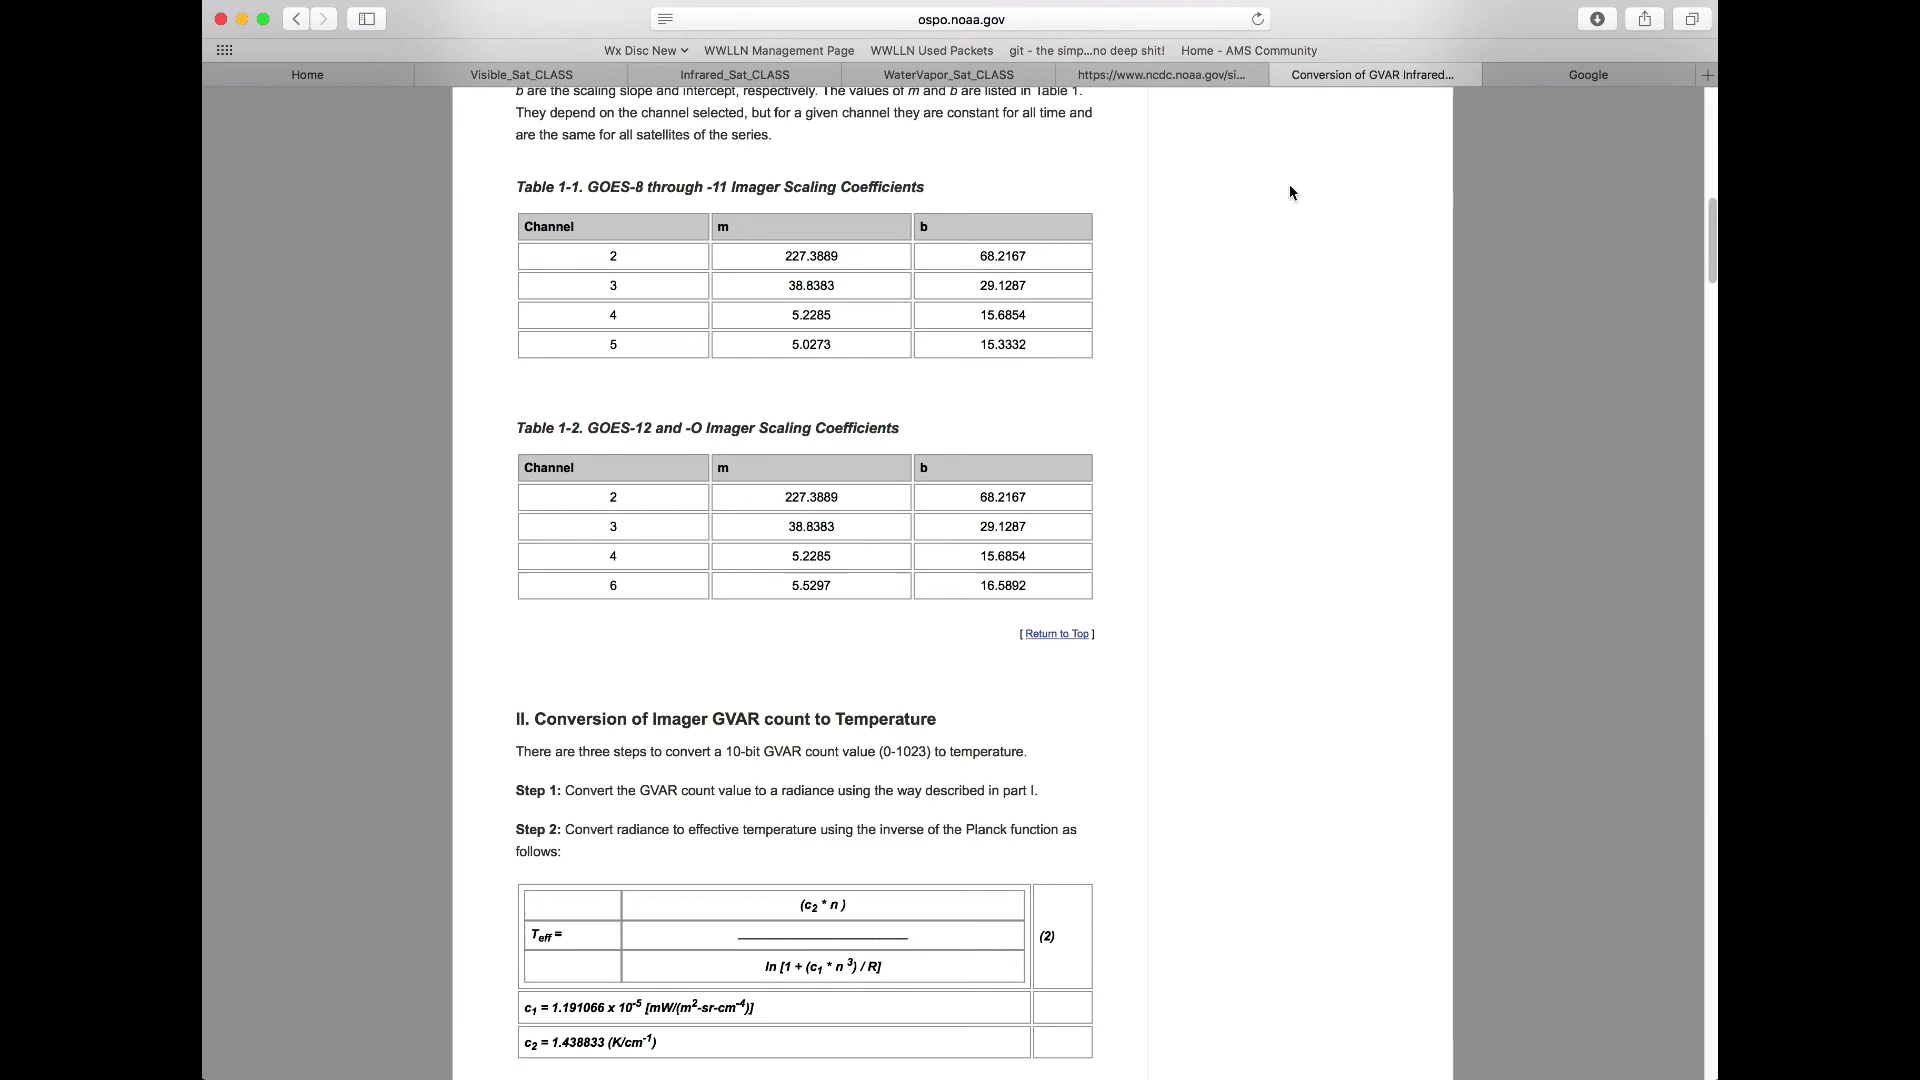 ospo.noaa.gov
Wx Disc New WWLLN Management Page WWLLN Used Packets git - the simp...no deep shit! Home - AMS Community
Home Visible_Sat_CLASS Infrared_Sat_CLASS WaterVapor_Sat_CLASS https://www.ncdc.noaa.gov/si... Conversion of GVAR Infrared... Google +
b are the scaling slope and intercept, respectively. The values of m and b are listed in Table 1.
They depend on the channel selected, but for a given channel they are constant for all time and
are the same for all satellites of the series.
Table 1-1. GOES-8 through -11 Imager Scaling Coefficients
Channel m b
2 227.3889 68.2167
3 38.8383 29.1287
4 5.2285 15.6854
5 5.0273 15.3332
Table 1-2. GOES-12 and -O Imager Scaling Coefficients
Channel m b
2 227.3889 68.2167
3 38.8383 29.1287
4 5.2285 15.6854
6 5.5297 16.5892
[ Return to Top ]
II. Conversion of Imager GVAR count to Temperature
There are three steps to convert a 10-bit GVAR count value (0-1023) to temperature.
Step 1: Convert the GVAR count value to a radiance using the way described in part I.
Step 2: Convert radiance to effective temperature using the inverse of the Planck function as
follows:
(c2 * n )
Teff = ________________________ (2)
ln [1 + (c1 * n 3) / R]
c1 = 1.191066 x 10-5 [mW/(m2-sr-cm-4)]
c2 = 1.438833 (K/cm-1)